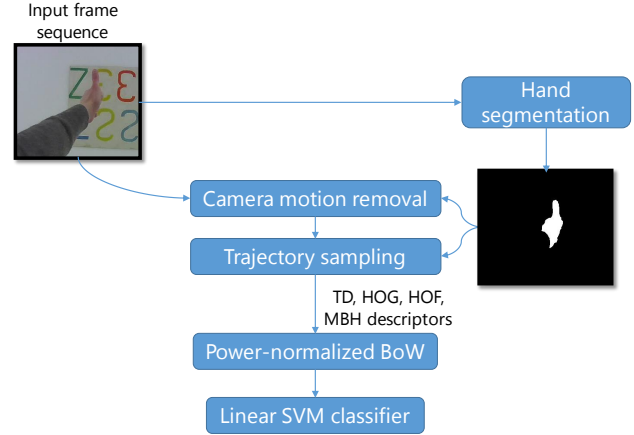 Input frame
sequence
Hand
segmentation
Camera motion removal
Trajectory sampling
TD, HOG, HOF,
MBH descriptors
Power-normalized BoW
Linear SVM classifier